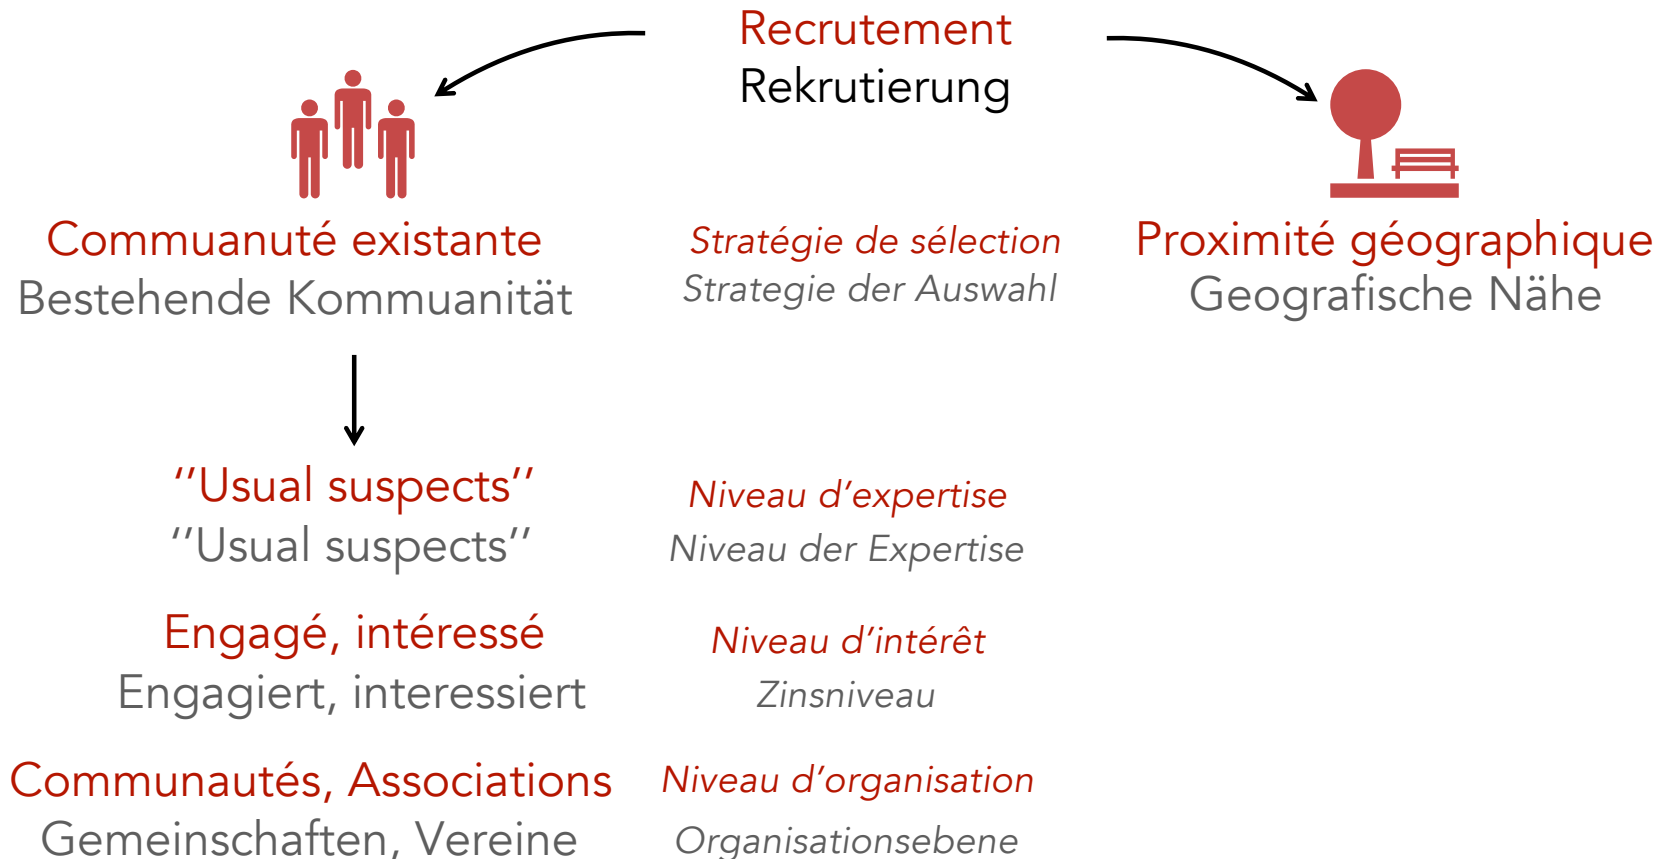 Recrutement
Rekrutierung
Commuanuté existante
Bestehende Kommuanität
Stratégie de sélection
Strategie der Auswahl
Proximité géographique
Geografische Nähe
''Usual suspects''
''Usual suspects''
Niveau d’expertise
Niveau der Expertise
Engagé, intéressé
Engagiert, interessiert
Niveau d’intérêt
Zinsniveau
Communautés, Associations
Gemeinschaften, Vereine
Niveau d’organisation
Organisationsebene